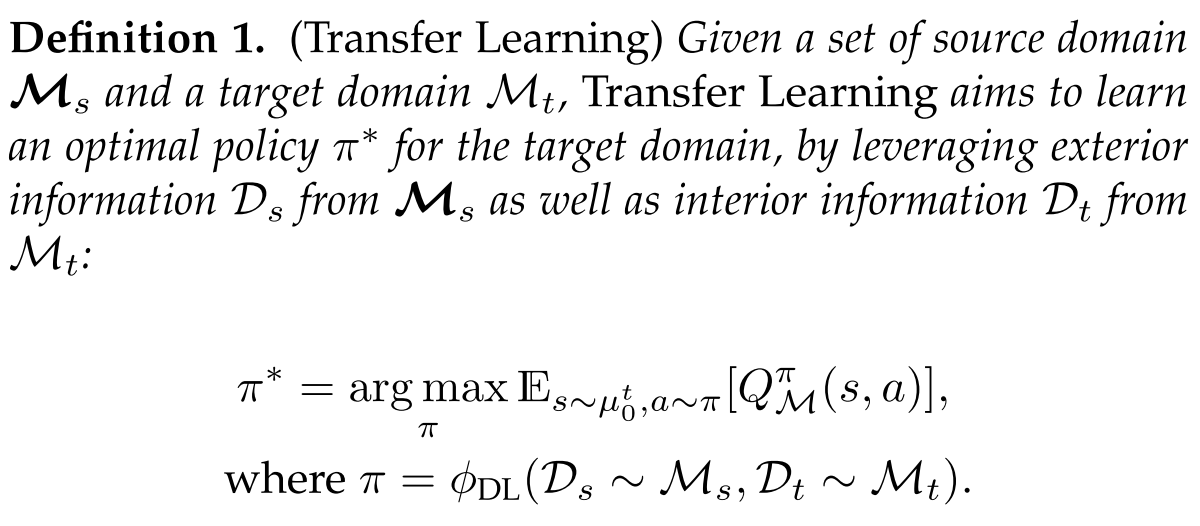 Definition 1. (Transfer Learning) Given a set of source domain
𝓜ₛ and a target domain ℳₜ, Transfer Learning aims to learn
an optimal policy π* for the target domain, by leveraging exterior
information 𝒟ₛ from 𝓜ₛ as well as interior information 𝒟ₜ from
ℳₜ:
π* = arg max_π 𝔼_{s∼μ₀ᵗ,a∼π}[Q^π_ℳ(s, a)],
where π = ϕ_DL(𝒟ₛ ∼ ℳₛ, 𝒟ₜ ∼ ℳₜ).